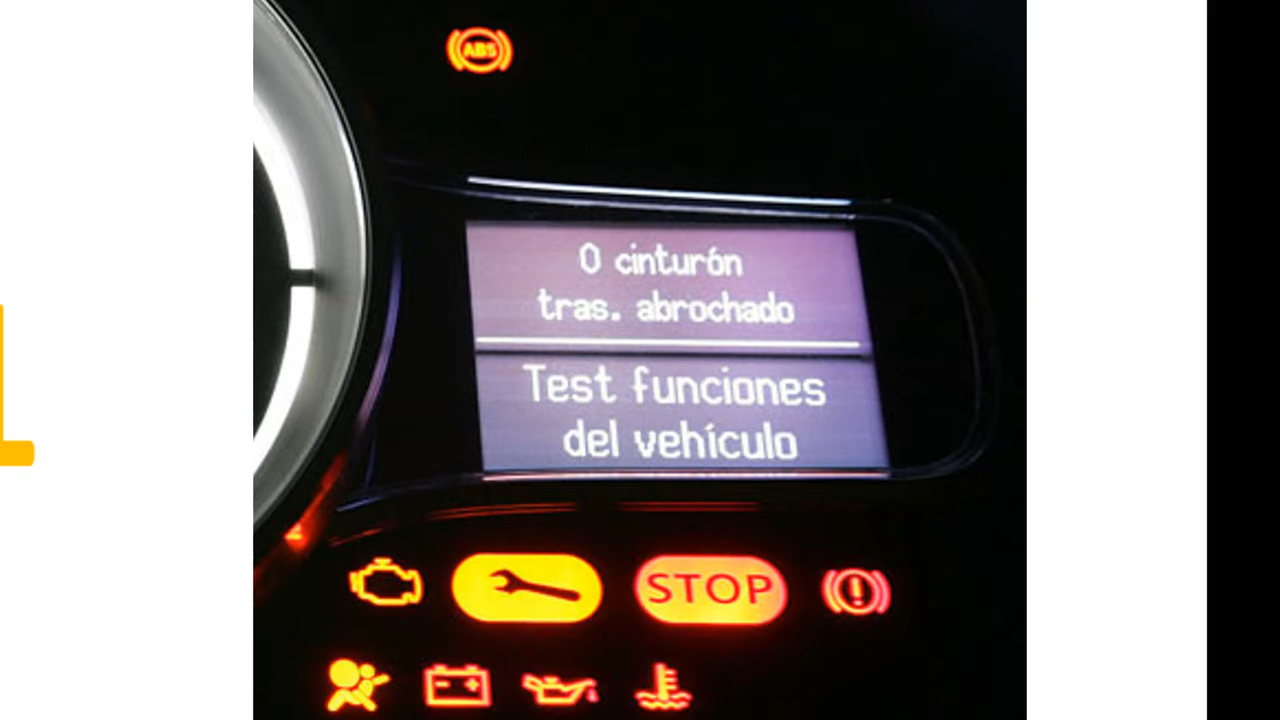 ABS
0 cinturón
tras. abrochado
Test funciones
del vehículo
STOP